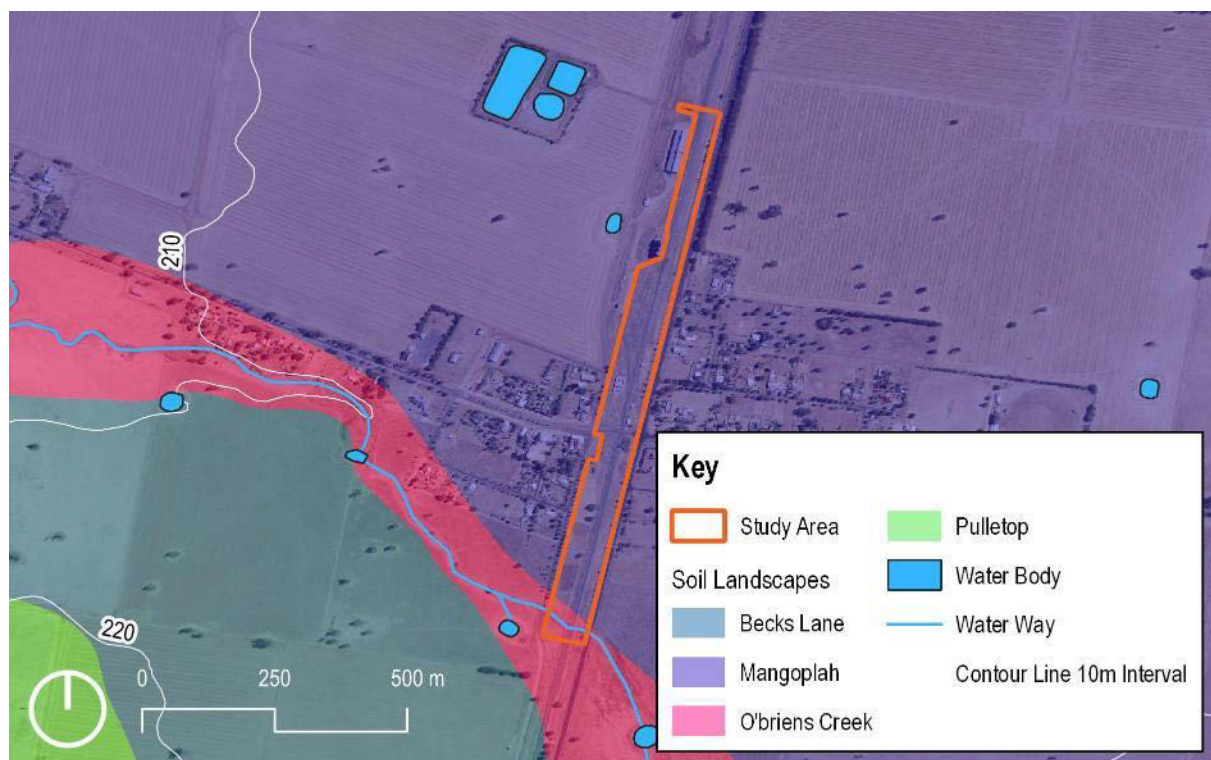 210
220
0 250 500 m
Key
Study Area
Soil Landscapes
Becks Lane
Mangoplah
O'briens Creek
Pulletop
Water Body
Water Way
Contour Line 10m Interval